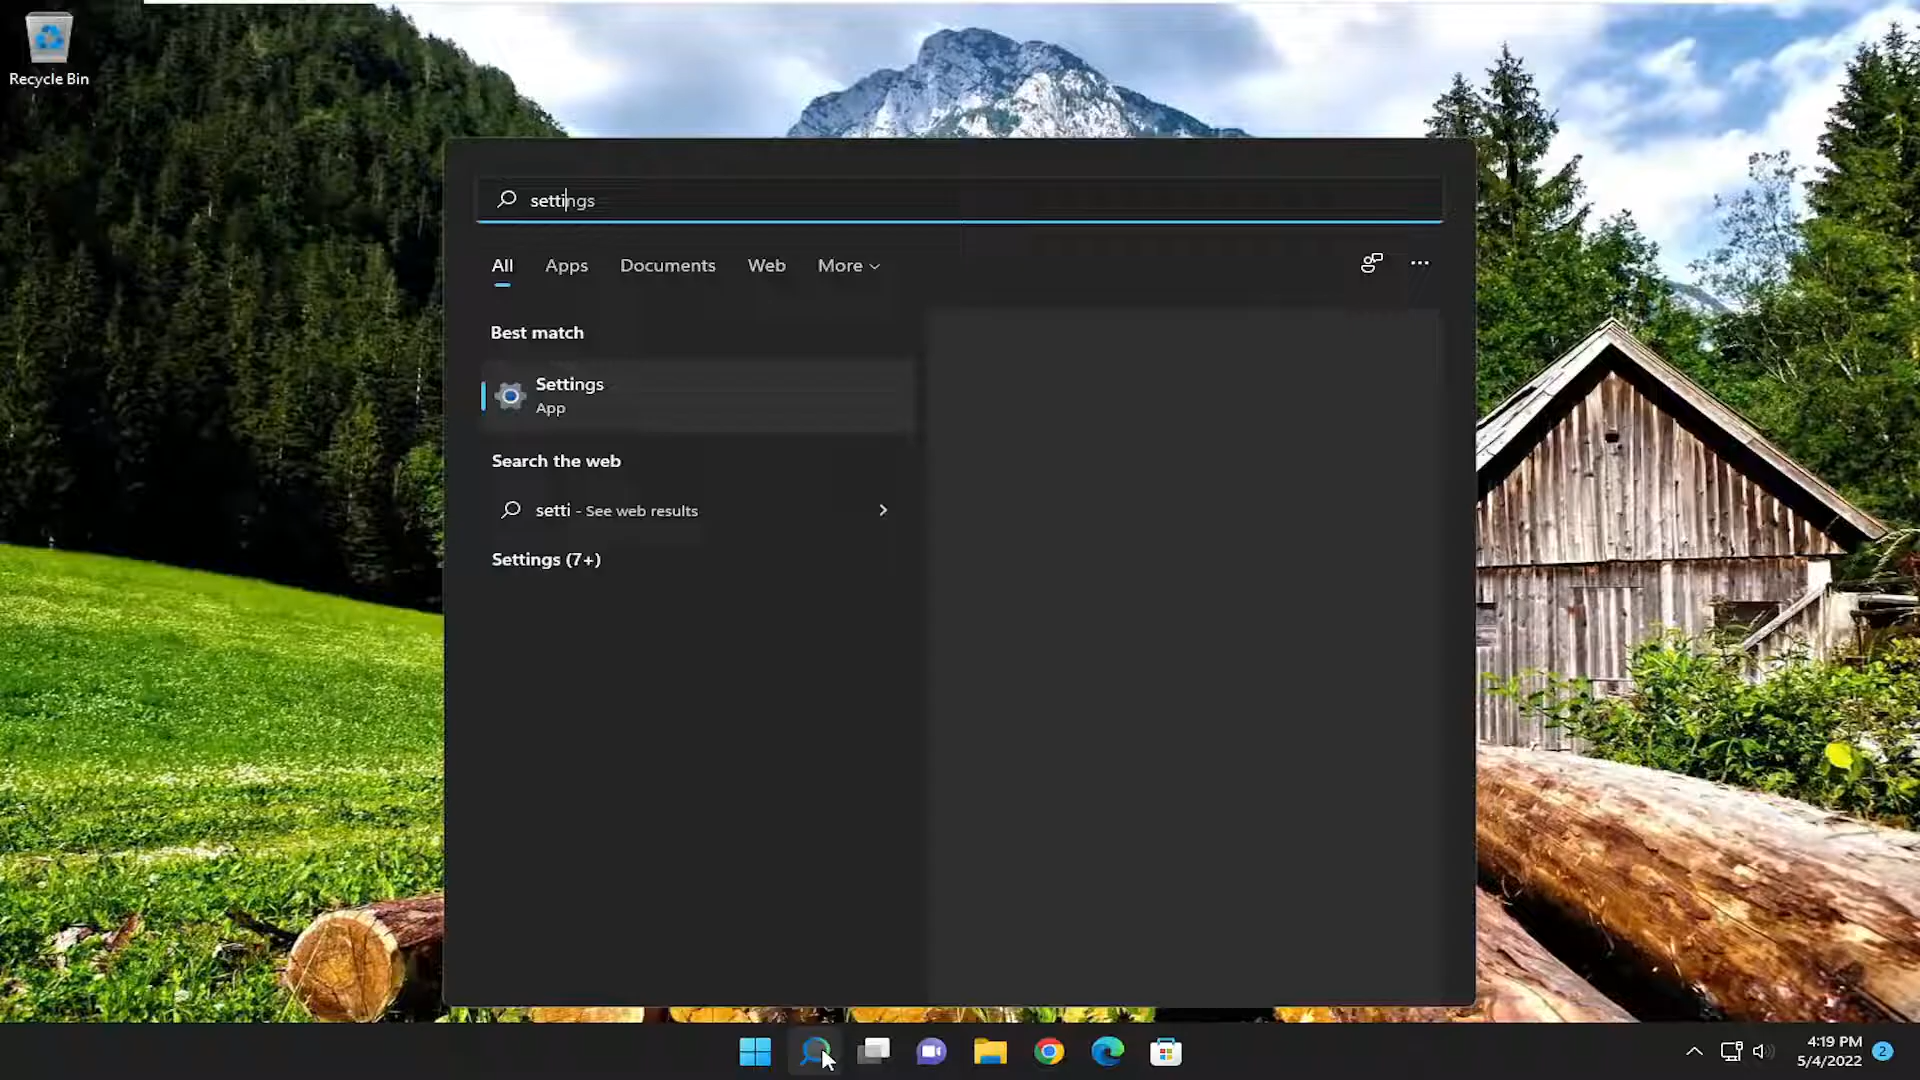 Recycle Bin
settings
All Apps Documents Web More
Best match
Settings
App
Search the web
setti - See web results
Settings (7+)
4:19 PM
5/4/2022
2